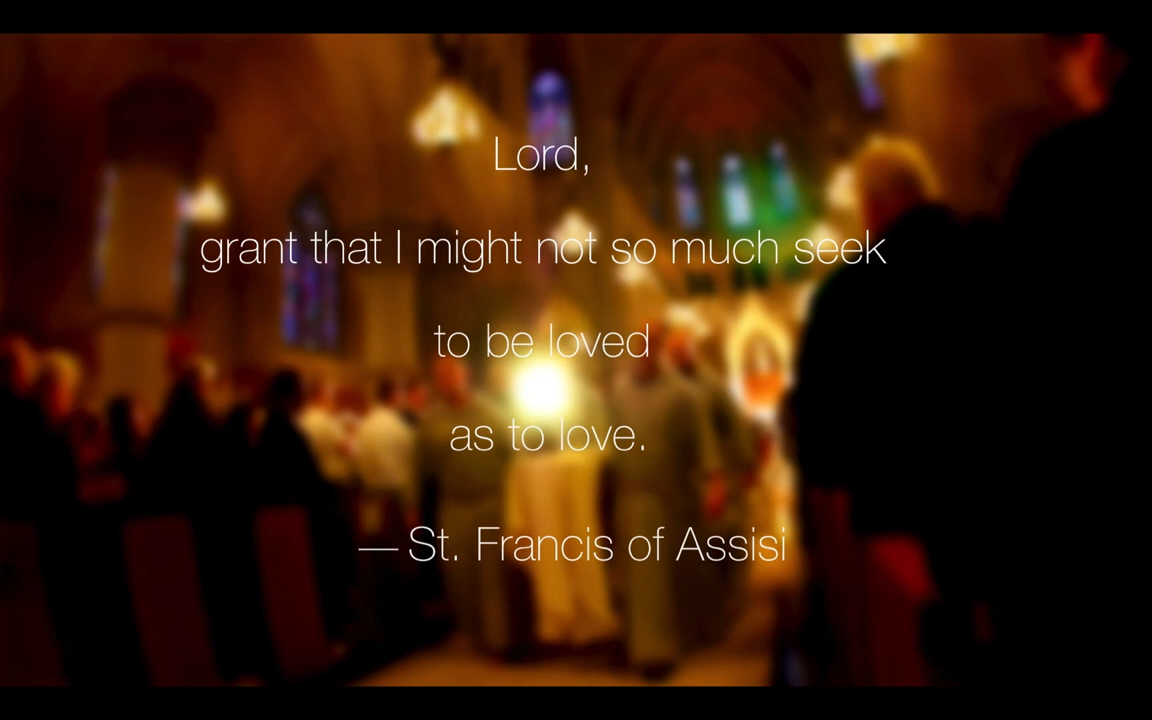 Lord,
grant that I might not so much seek
to be loved
as to love.
— St. Francis of Assisi